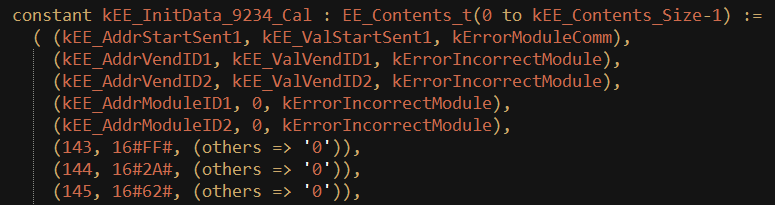 constant kEE_InitData_9234_Cal : EE_Contents_t(0 to kEE_Contents_Size-1) :=
( (kEE_AddrStartSent1, kEE_ValStartSent1, kErrorModuleComm),
(kEE_AddrVendID1, kEE_ValVendID1, kErrorIncorrectModule),
(kEE_AddrVendID2, kEE_ValVendID2, kErrorIncorrectModule),
(kEE_AddrModuleID1, 0, kErrorIncorrectModule),
(kEE_AddrModuleID2, 0, kErrorIncorrectModule),
(143, 16#FF#, (others => '0')),
(144, 16#2A#, (others => '0')),
(145, 16#62#, (others => '0')),